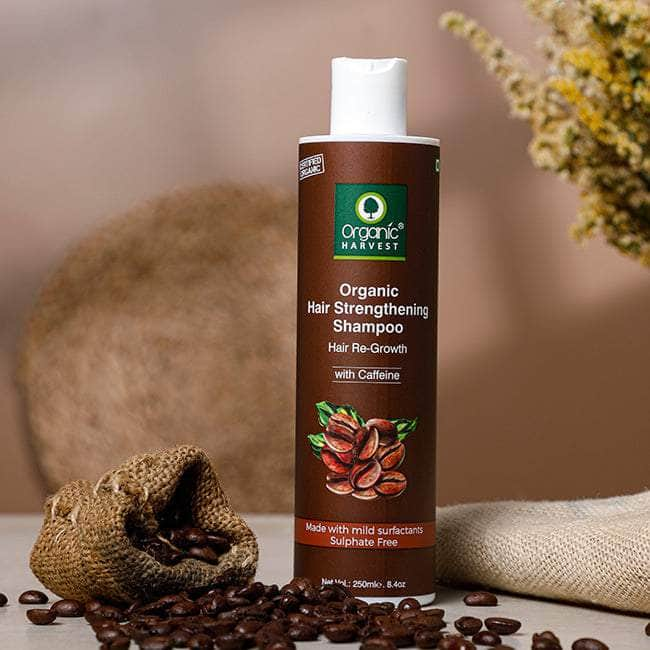 CERTIFIED
ORGANIC
Organic®
HARVEST
Organic
Hair Strengthening
Shampoo
Hair Re-Growth
with Caffeine
Made with mild surfactants
Sulphate Free
Net Vol.: 250ml℮. 8.4oz